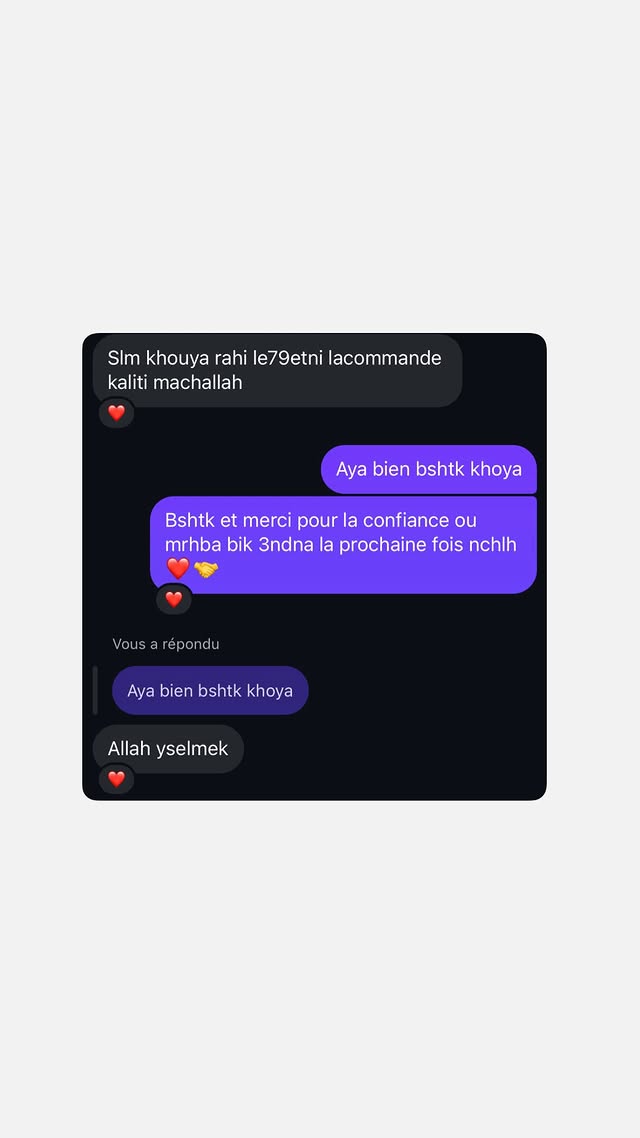 Slm khouya rahi le79etni lacommande
kaliti machallah
❤️
Aya bien bshtk khoya
Bshtk et merci pour la confiance ou
mrhba bik 3ndna la prochaine fois nchlh
❤️🤝
❤️
Vous a répondu
Aya bien bshtk khoya
Allah yselmek
❤️